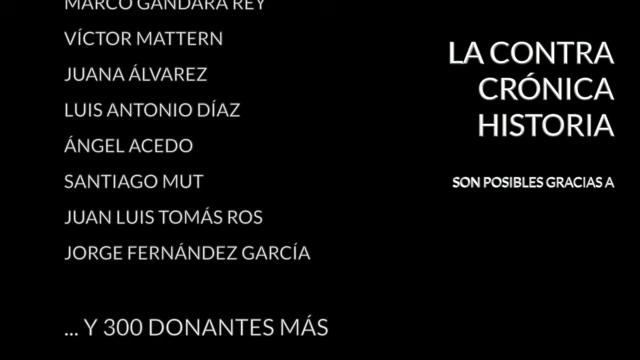 MARCO GÁNDARA REY
VÍCTOR MATTERN
JUANA ÁLVAREZ
LUIS ANTONIO DÍAZ
ÁNGEL ACEDO
SANTIAGO MUT
JUAN LUIS TOMÁS ROS
JORGE FERNÁNDEZ GARCÍA
... Y 300 DONANTES MÁS
LA CONTRA
CRÓNICA
HISTORIA
SON POSIBLES GRACIAS A